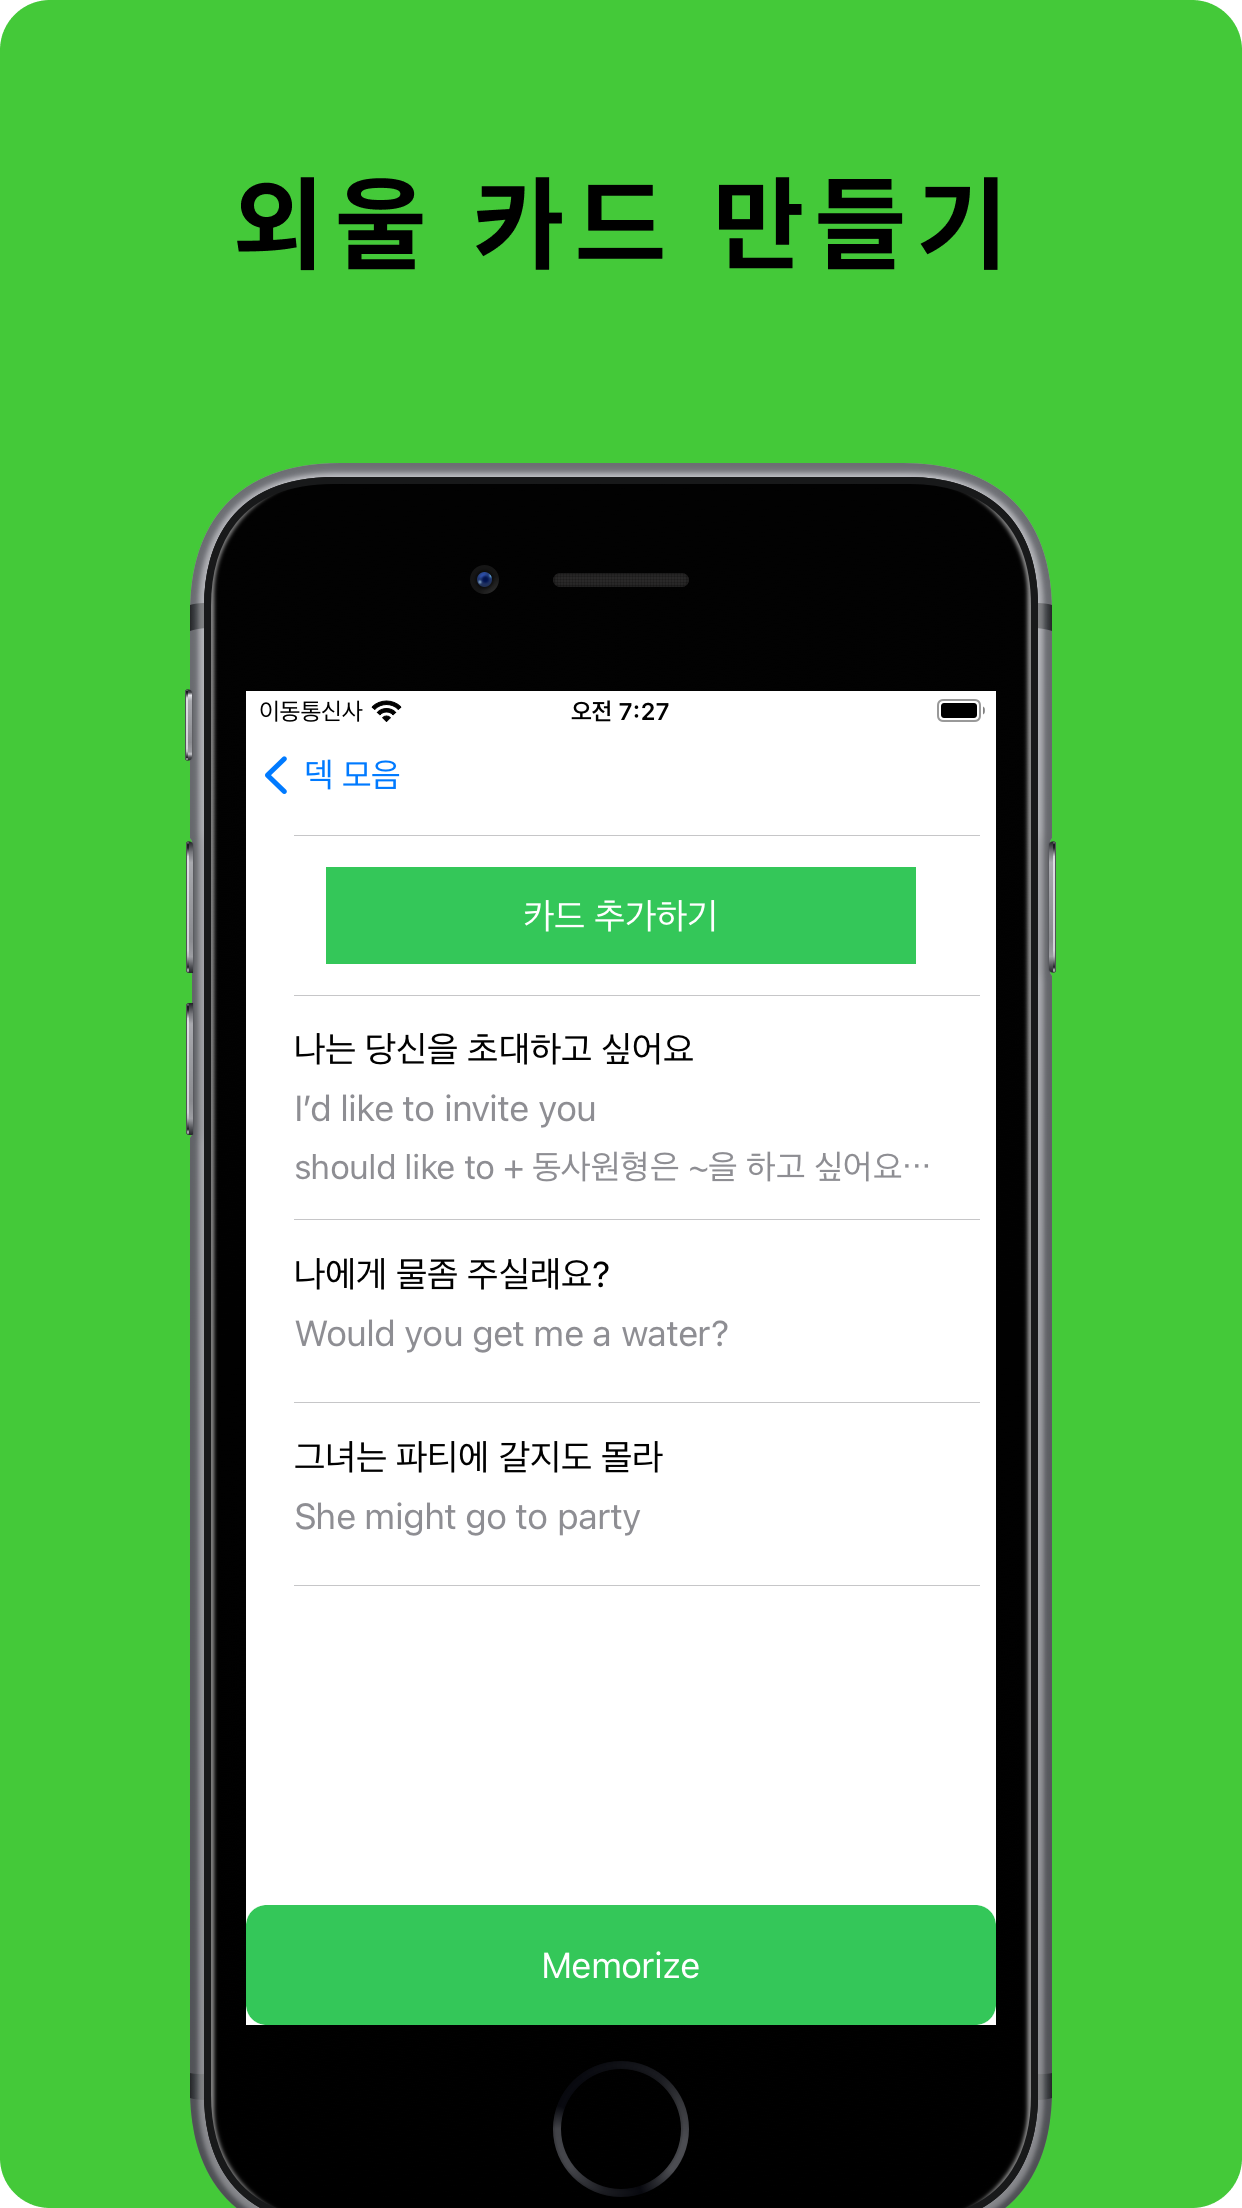 외울 카드 만들기
이동통신사 오전 7:27
덱 모음
카드 추가하기
나는 당신을 초대하고 싶어요
I’d like to invite you
should like to + 동사원형은 ~을 하고 싶어요…
나에게 물좀 주실래요?
Would you get me a water?
그녀는 파티에 갈지도 몰라
She might go to party
Memorize